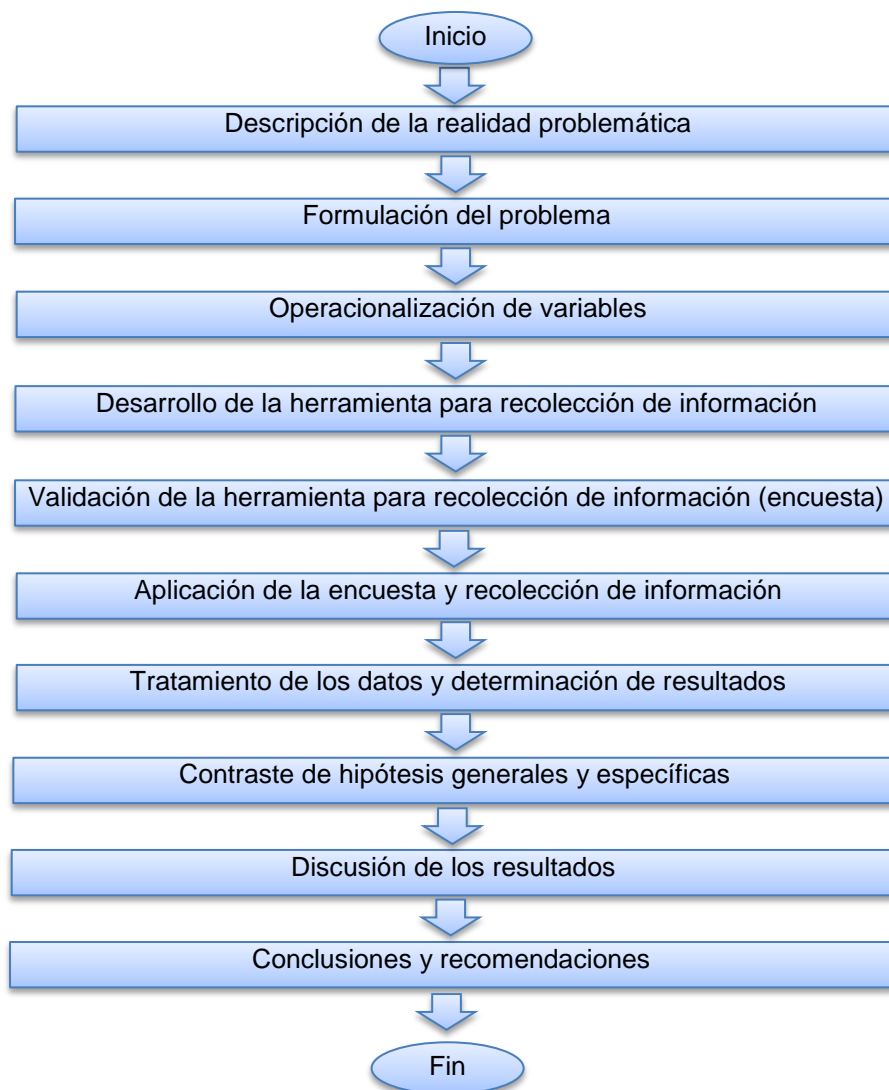 Inicio
Descripción de la realidad problemática
Formulación del problema
Operacionalización de variables
Desarrollo de la herramienta para recolección de información
Validación de la herramienta para recolección de información (encuesta)
Aplicación de la encuesta y recolección de información
Tratamiento de los datos y determinación de resultados
Contraste de hipótesis generales y específicas
Discusión de los resultados
Conclusiones y recomendaciones
Fin